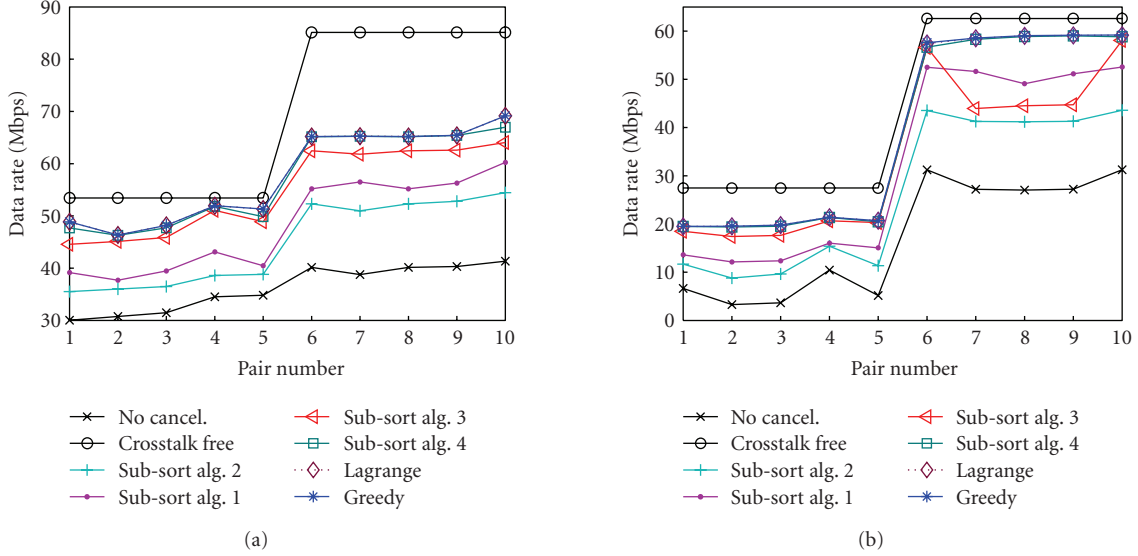 90
80
70
60
50
40
30
Data rate (Mbps)
1 2 3 4 5 6 7 8 9 10
Pair number
No cancel.
Crosstalk free
Sub-sort alg. 2
Sub-sort alg. 1
Sub-sort alg. 3
Sub-sort alg. 4
Lagrange
Greedy
(a)
60
50
40
30
20
10
0
Data rate (Mbps)
1 2 3 4 5 6 7 8 9 10
Pair number
No cancel.
Crosstalk free
Sub-sort alg. 2
Sub-sort alg. 1
Sub-sort alg. 3
Sub-sort alg. 4
Lagrange
Greedy
(b)